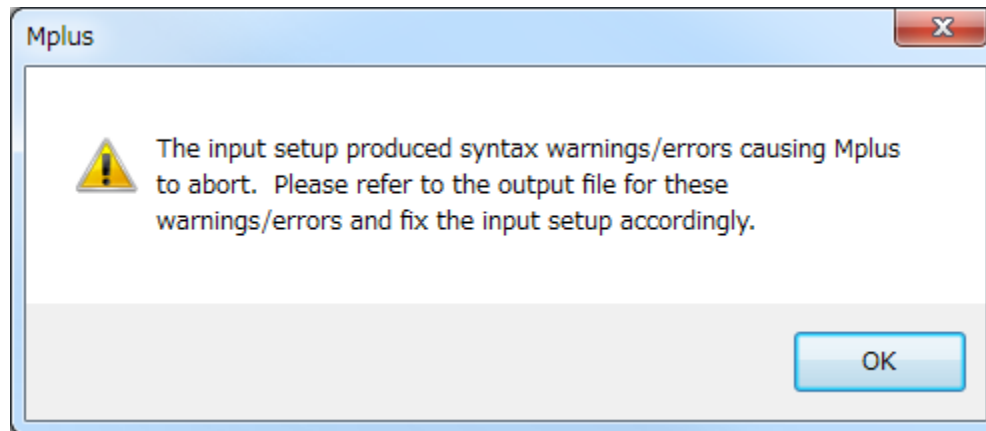 Mplus
The input setup produced syntax warnings/errors causing Mplus
to abort.  Please refer to the output file for these
warnings/errors and fix the input setup accordingly.
OK